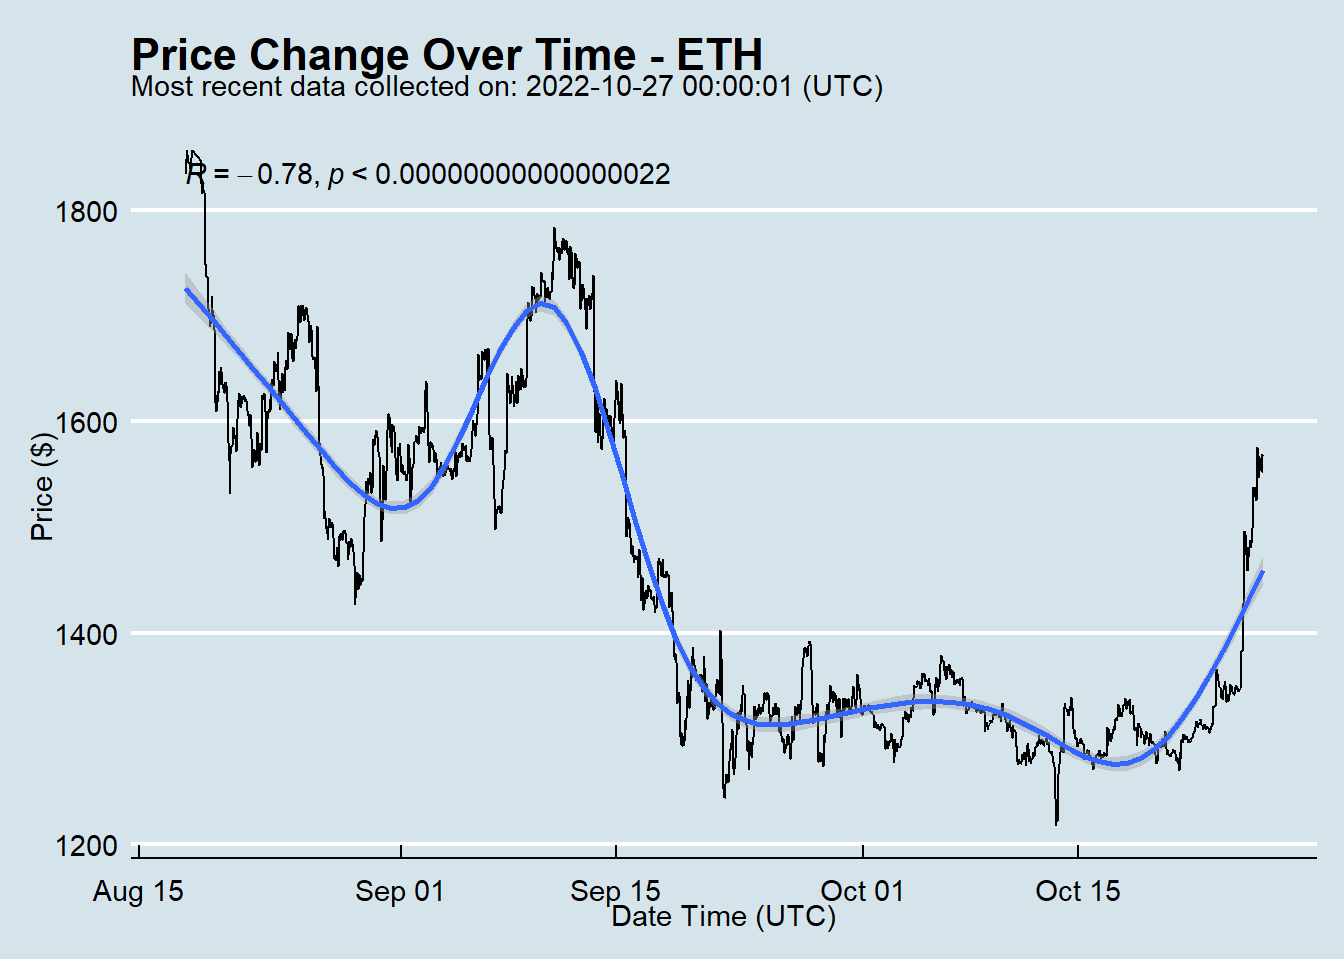 Price Change Over Time - ETH
Most recent data collected on: 2022-10-27 00:00:01 (UTC)
R = −0.78, p < 0.00000000000000022
1800
1600
1400
1200
Price ($)
Aug 15 Sep 01 Sep 15 Oct 01 Oct 15
Date Time (UTC)